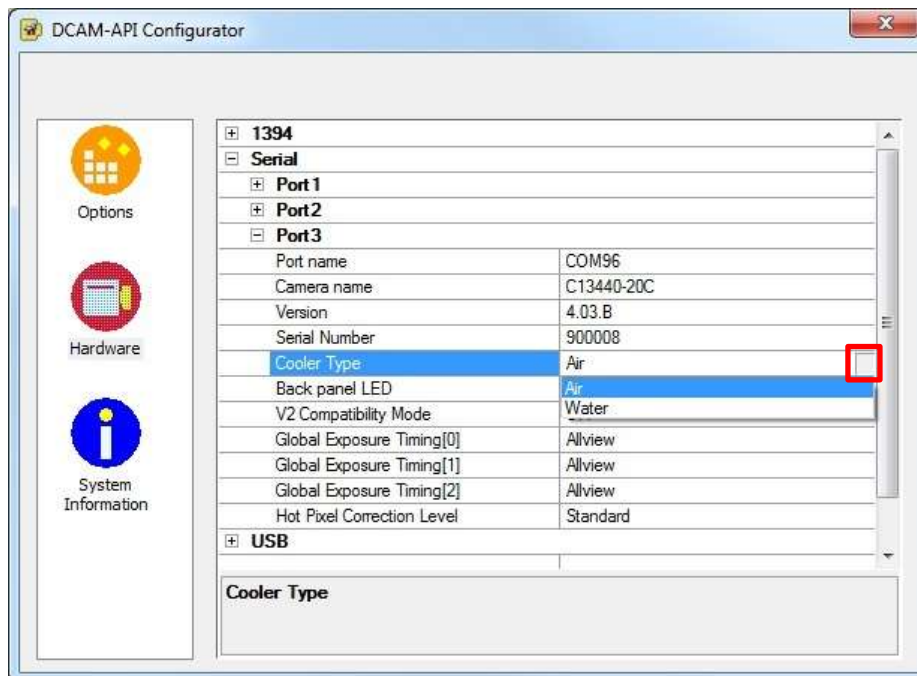 DCAM-API Configurator
Options
Hardware
System
Information
1394
Serial
Port1
Port2
Port3
Port name COM96
Camera name C13440-20C
Version 4.03.B
Serial Number 900008
Cooler Type Air
Back panel LED Air
V2 Compatibility Mode Water
Global Exposure Timing[0] Allview
Global Exposure Timing[1] Allview
Global Exposure Timing[2] Allview
Hot Pixel Correction Level Standard
USB
Cooler Type